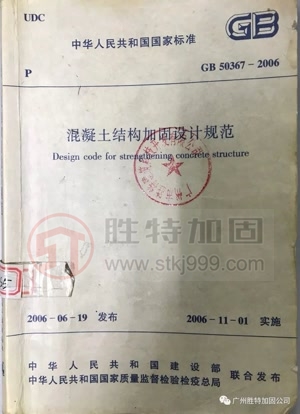 UDC
中华人民共和国国家标准
GB
P
GB 50367-2006
混凝土结构加固设计规范
Design code for strengthening concrete structure
胜特加固
www.stkj999.com
2006-06-19 发布
2006-11-01 实施
中华人民共和国建设部
中华人民共和国国家质量监督检验检疫总局
联合发布
广州胜特加固公司